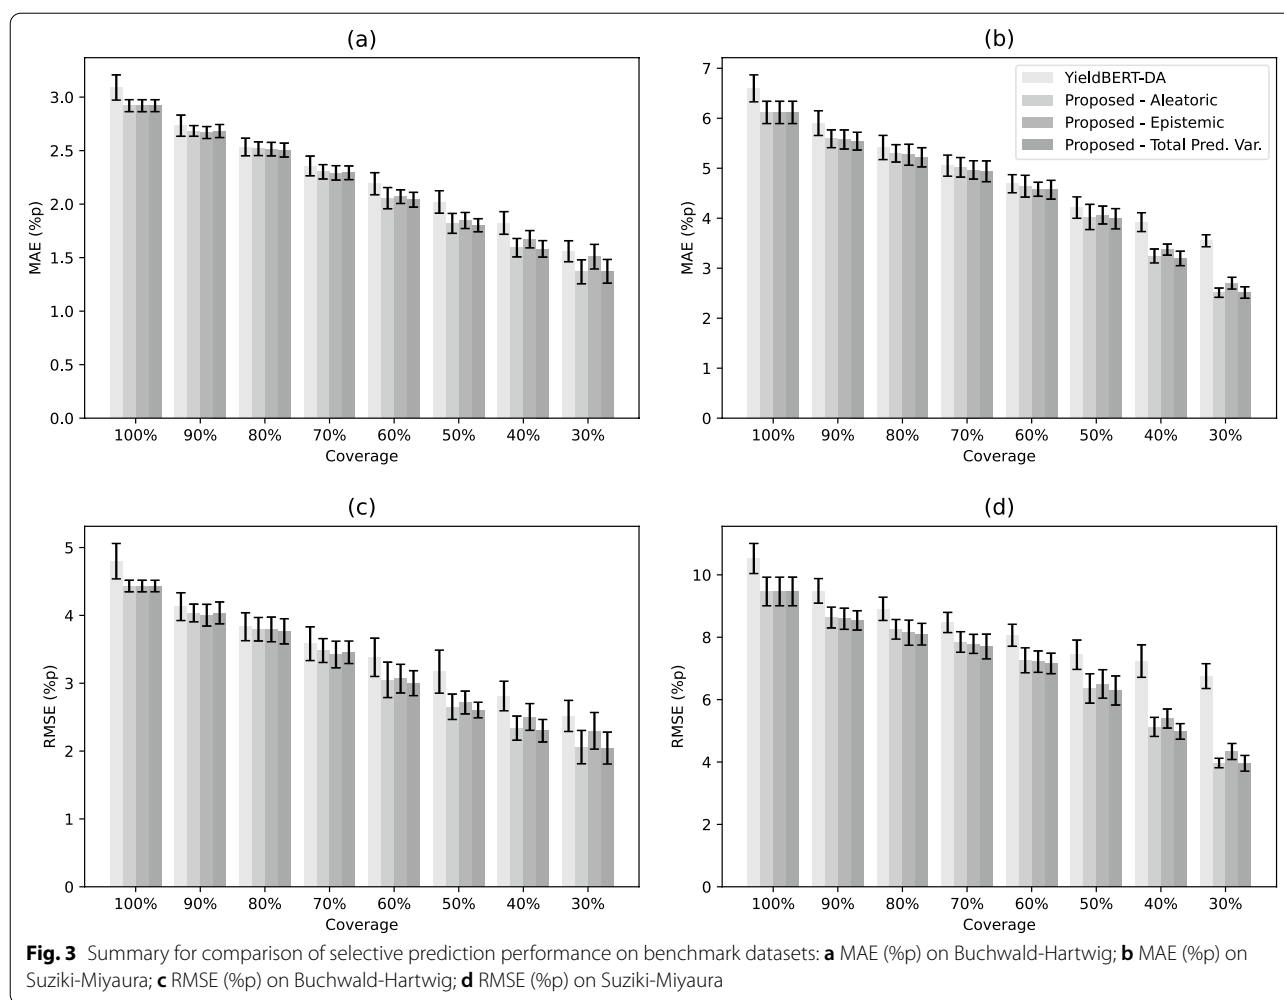 (a)
MAE (%p)
3.0
2.5
2.0
1.5
1.0
0.5
0.0
100% 90% 80% 70% 60% 50% 40% 30%
Coverage
(b)
MAE (%p)
7
6
5
4
3
2
1
0
YieldBERT-DA
Proposed - Aleatoric
Proposed - Epistemic
Proposed - Total Pred. Var.
100% 90% 80% 70% 60% 50% 40% 30%
Coverage
(c)
RMSE (%p)
5
4
3
2
1
0
100% 90% 80% 70% 60% 50% 40% 30%
Coverage
(d)
RMSE (%p)
10
8
6
4
2
0
100% 90% 80% 70% 60% 50% 40% 30%
Coverage
Fig. 3 Summary for comparison of selective prediction performance on benchmark datasets: a MAE (%p) on Buchwald-Hartwig; b MAE (%p) on
Suziki-Miyaura; c RMSE (%p) on Buchwald-Hartwig; d RMSE (%p) on Suziki-Miyaura